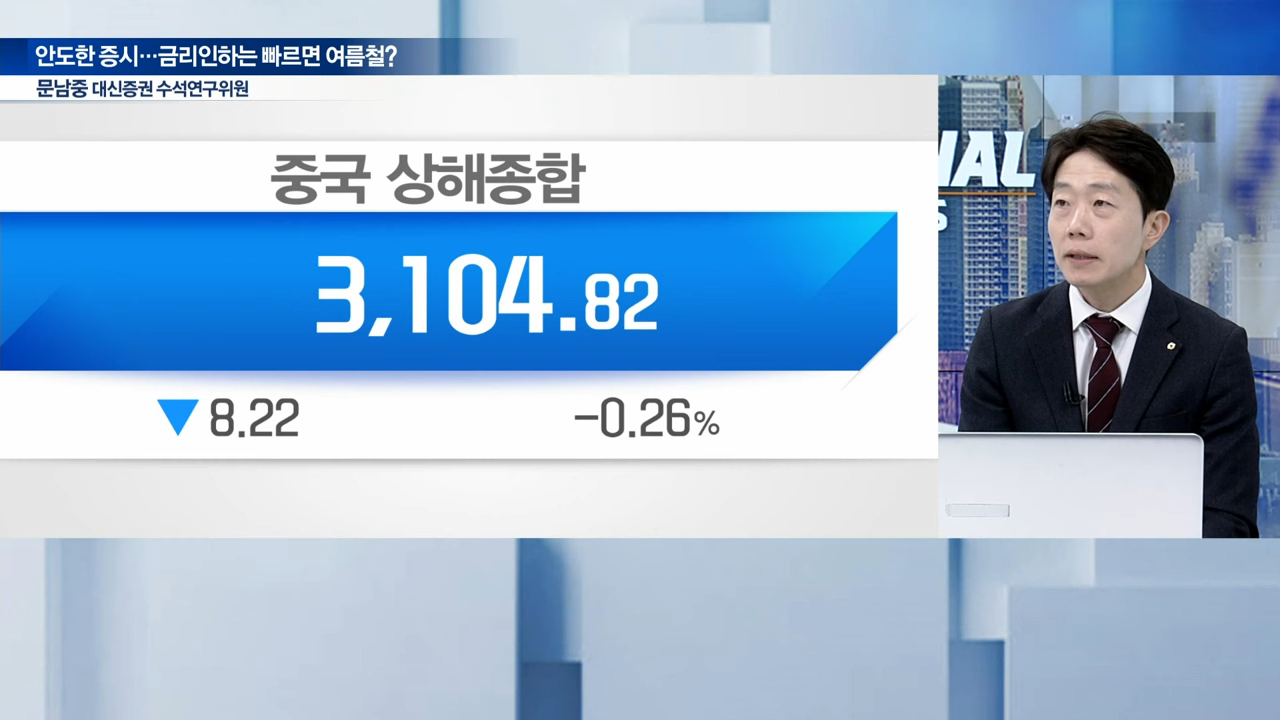 안도한 증시…금리인하는 빠르면 여름철?
문남중 대신증권 수석연구위원
중국 상해종합
3,104.82
▼8.22 -0.26%